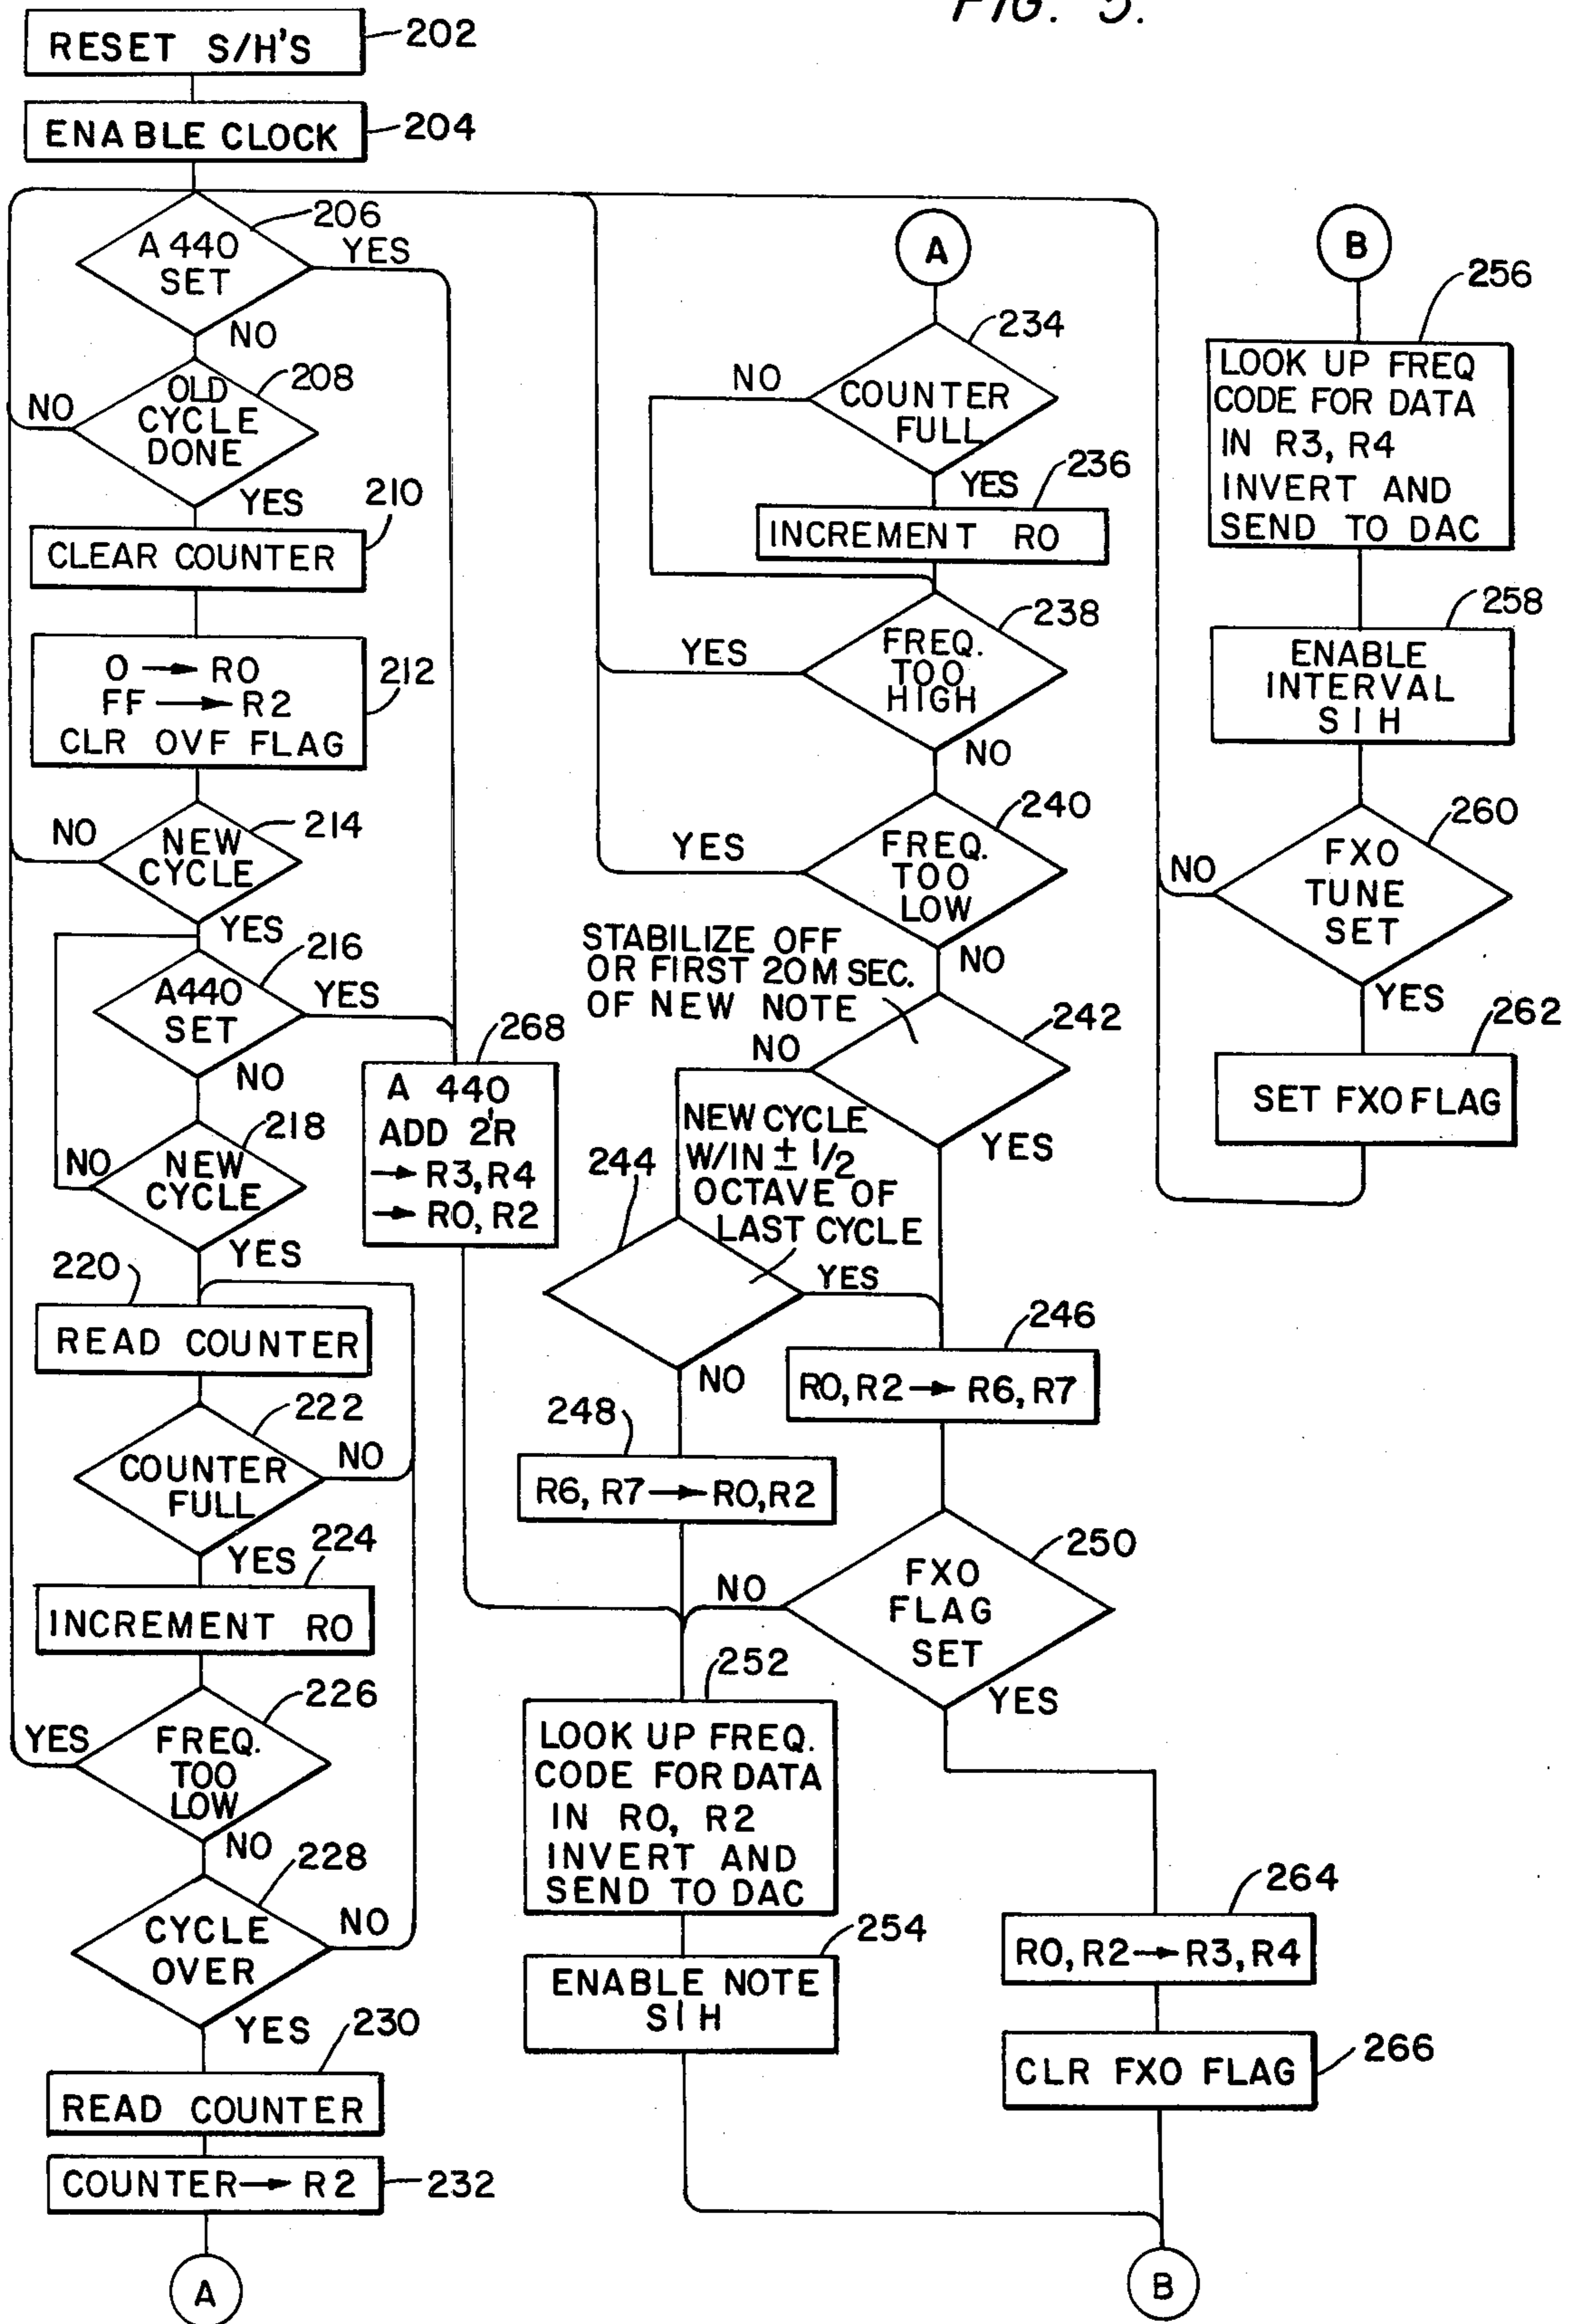 FIG. 5.
RESET S/H'S
202
ENABLE CLOCK
204
206
A 440
SET
YES
NO
208
OLD
CYCLE
DONE
NO
YES
210
CLEAR COUNTER
0 → R0
FF → R2
CLR OVF FLAG
212
214
NEW
CYCLE
NO
YES
216
A440
SET
YES
NO
218
NEW
CYCLE
NO
YES
220
READ COUNTER
222
COUNTER
FULL
NO
YES
224
INCREMENT R0
226
FREQ.
TOO
LOW
YES
NO
228
CYCLE
OVER
NO
YES
230
READ COUNTER
COUNTER → R2
232
A
268
A 440
ADD 2'R
→ R3, R4
→ R0, R2
A
234
COUNTER
FULL
NO
YES
236
INCREMENT R0
238
FREQ.
TOO
HIGH
YES
NO
240
FREQ.
TOO
LOW
YES
NO
STABILIZE OFF
OR FIRST 20M SEC.
OF NEW NOTE
242
NO
YES
NEW CYCLE
W/IN ± 1/2
OCTAVE OF
LAST CYCLE
244
YES
NO
246
R0, R2 → R6, R7
248
R6, R7 → R0, R2
250
FXO
FLAG
SET
NO
YES
252
LOOK UP FREQ.
CODE FOR DATA
IN R0, R2
INVERT AND
SEND TO DAC
254
ENABLE NOTE
S|H
264
R0, R2 → R3, R4
CLR FXO FLAG
266
B
B
256
LOOK UP FREQ
CODE FOR DATA
IN R3, R4
INVERT AND
SEND TO DAC
258
ENABLE
INTERVAL
S|H
260
FXO
TUNE
SET
NO
YES
262
SET FXO FLAG